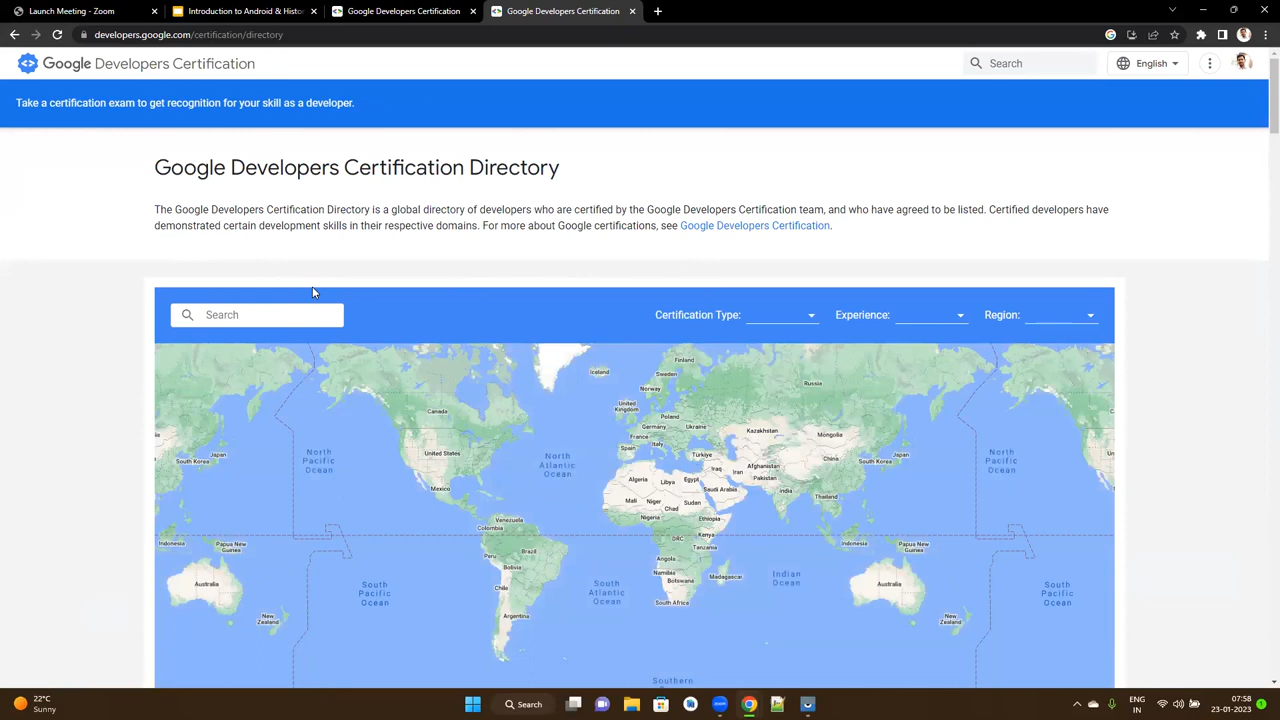 Launch Meeting - Zoom
Introduction to Android & Histor
Google Developers Certification
Google Developers Certification
developers.google.com/certification/directory
Google Developers Certification
Search
English
Take a certification exam to get recognition for your skill as a developer.
Google Developers Certification Directory
The Google Developers Certification Directory is a global directory of developers who are certified by the Google Developers Certification team, and who have agreed to be listed. Certified developers have
demonstrated certain development skills in their respective domains. For more about Google certifications, see Google Developers Certification.
Search
Certification Type:
Experience:
Region:
Iceland
Finland
Sweden
Norway
Russia
Canada
United
Kingdom
Poland
Germany
Ukraine
France
Italy
Spain
Kazakhstan
Mongolia
Türkiye
China
Japan
South Korea
North
Pacific
Ocean
United States
North
Atlantic
Ocean
Iraq
Iran
Afghanistan
Pakistan
Algeria
Libya
Egypt
Saudi Arabia
India
Thailand
Japan
South Korea
North
Pacific
Ocean
Mexico
Mali
Niger
Sudan
Chad
Nigeria
Ethiopia
Venezuela
Colombia
DRC
Kenya
Tanzania
Indonesia
Papua New
Guinea
Peru
Brazil
Bolivia
Angola
Namibia
Botswana
Madagascar
Indian
Ocean
Indonesia
Papua New
Guinea
Australia
South
Pacific
Ocean
Chile
South
Atlantic
Ocean
South Africa
Australia
South
Pacific
Ocean
New
Zealand
Argentina
New
Zealand
Southern
22°C
Sunny
Search
zoom
ENG
IN
07:58
23-01-2023
1